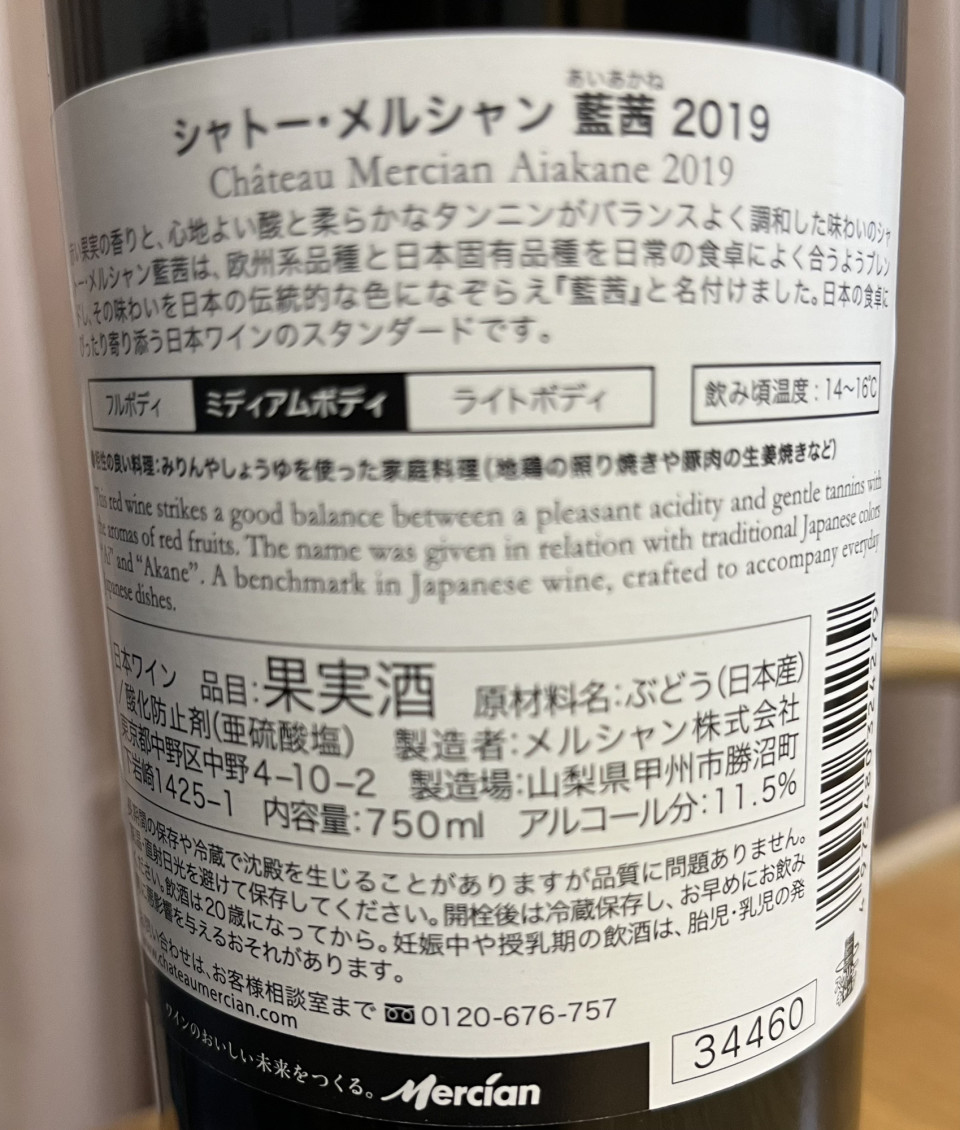 あいあかね
シャトー・メルシャン 藍茜 2019
Château Mercian Aiakane 2019
果実の香りと、心地よい酸と柔らかなタンニンがバランスよく調和した味わいのシャ
トー・メルシャン藍茜は、欧州系品種と日本固有品種を日常の食卓によく合うようブレン
ドし、その味わいを日本の伝統的な色になぞらえ『藍茜』と名付けました。日本の食卓に
ぴったり寄り添う日本ワインのスタンダードです。
フルボディ ミディアムボディ ライトボディ 飲み頃温度:14~16℃
●相性の良い料理:みりんやしょうゆを使った家庭料理(地鶏の照り焼きや豚肉の生姜焼きなど)
This red wine strikes a good balance between a pleasant acidity and gentle tannins with
the aromas of red fruits. The name was given in relation with traditional Japanese colors
"Ai" and "Akane". A benchmark in Japanese wine, crafted to accompany everyday
Japanese dishes.
日本ワイン 品目:果実酒 原材料名:ぶどう(日本産)
/酸化防止剤(亜硫酸塩) 製造者:メルシャン株式会社
東京都中野区中野4-10-2 製造場:山梨県甲州市勝沼町
下岩崎1425-1 内容量:750ml アルコール分:11.5%
長期間の保存や冷蔵で沈殿を生じることがありますが品質に問題ありません。
直射日光を避けて保存してください。開栓後は冷蔵保存し、お早めにお飲み
ください。飲酒は20歳になってから。妊娠中や授乳期の飲酒は、胎児・乳児の発
育に悪影響を与えるおそれがあります。
お問い合わせは、お客様相談室まで 0120-676-757
www.chateaumercian.com
34460
ワインのおいしい未来をつくる。 Mercian